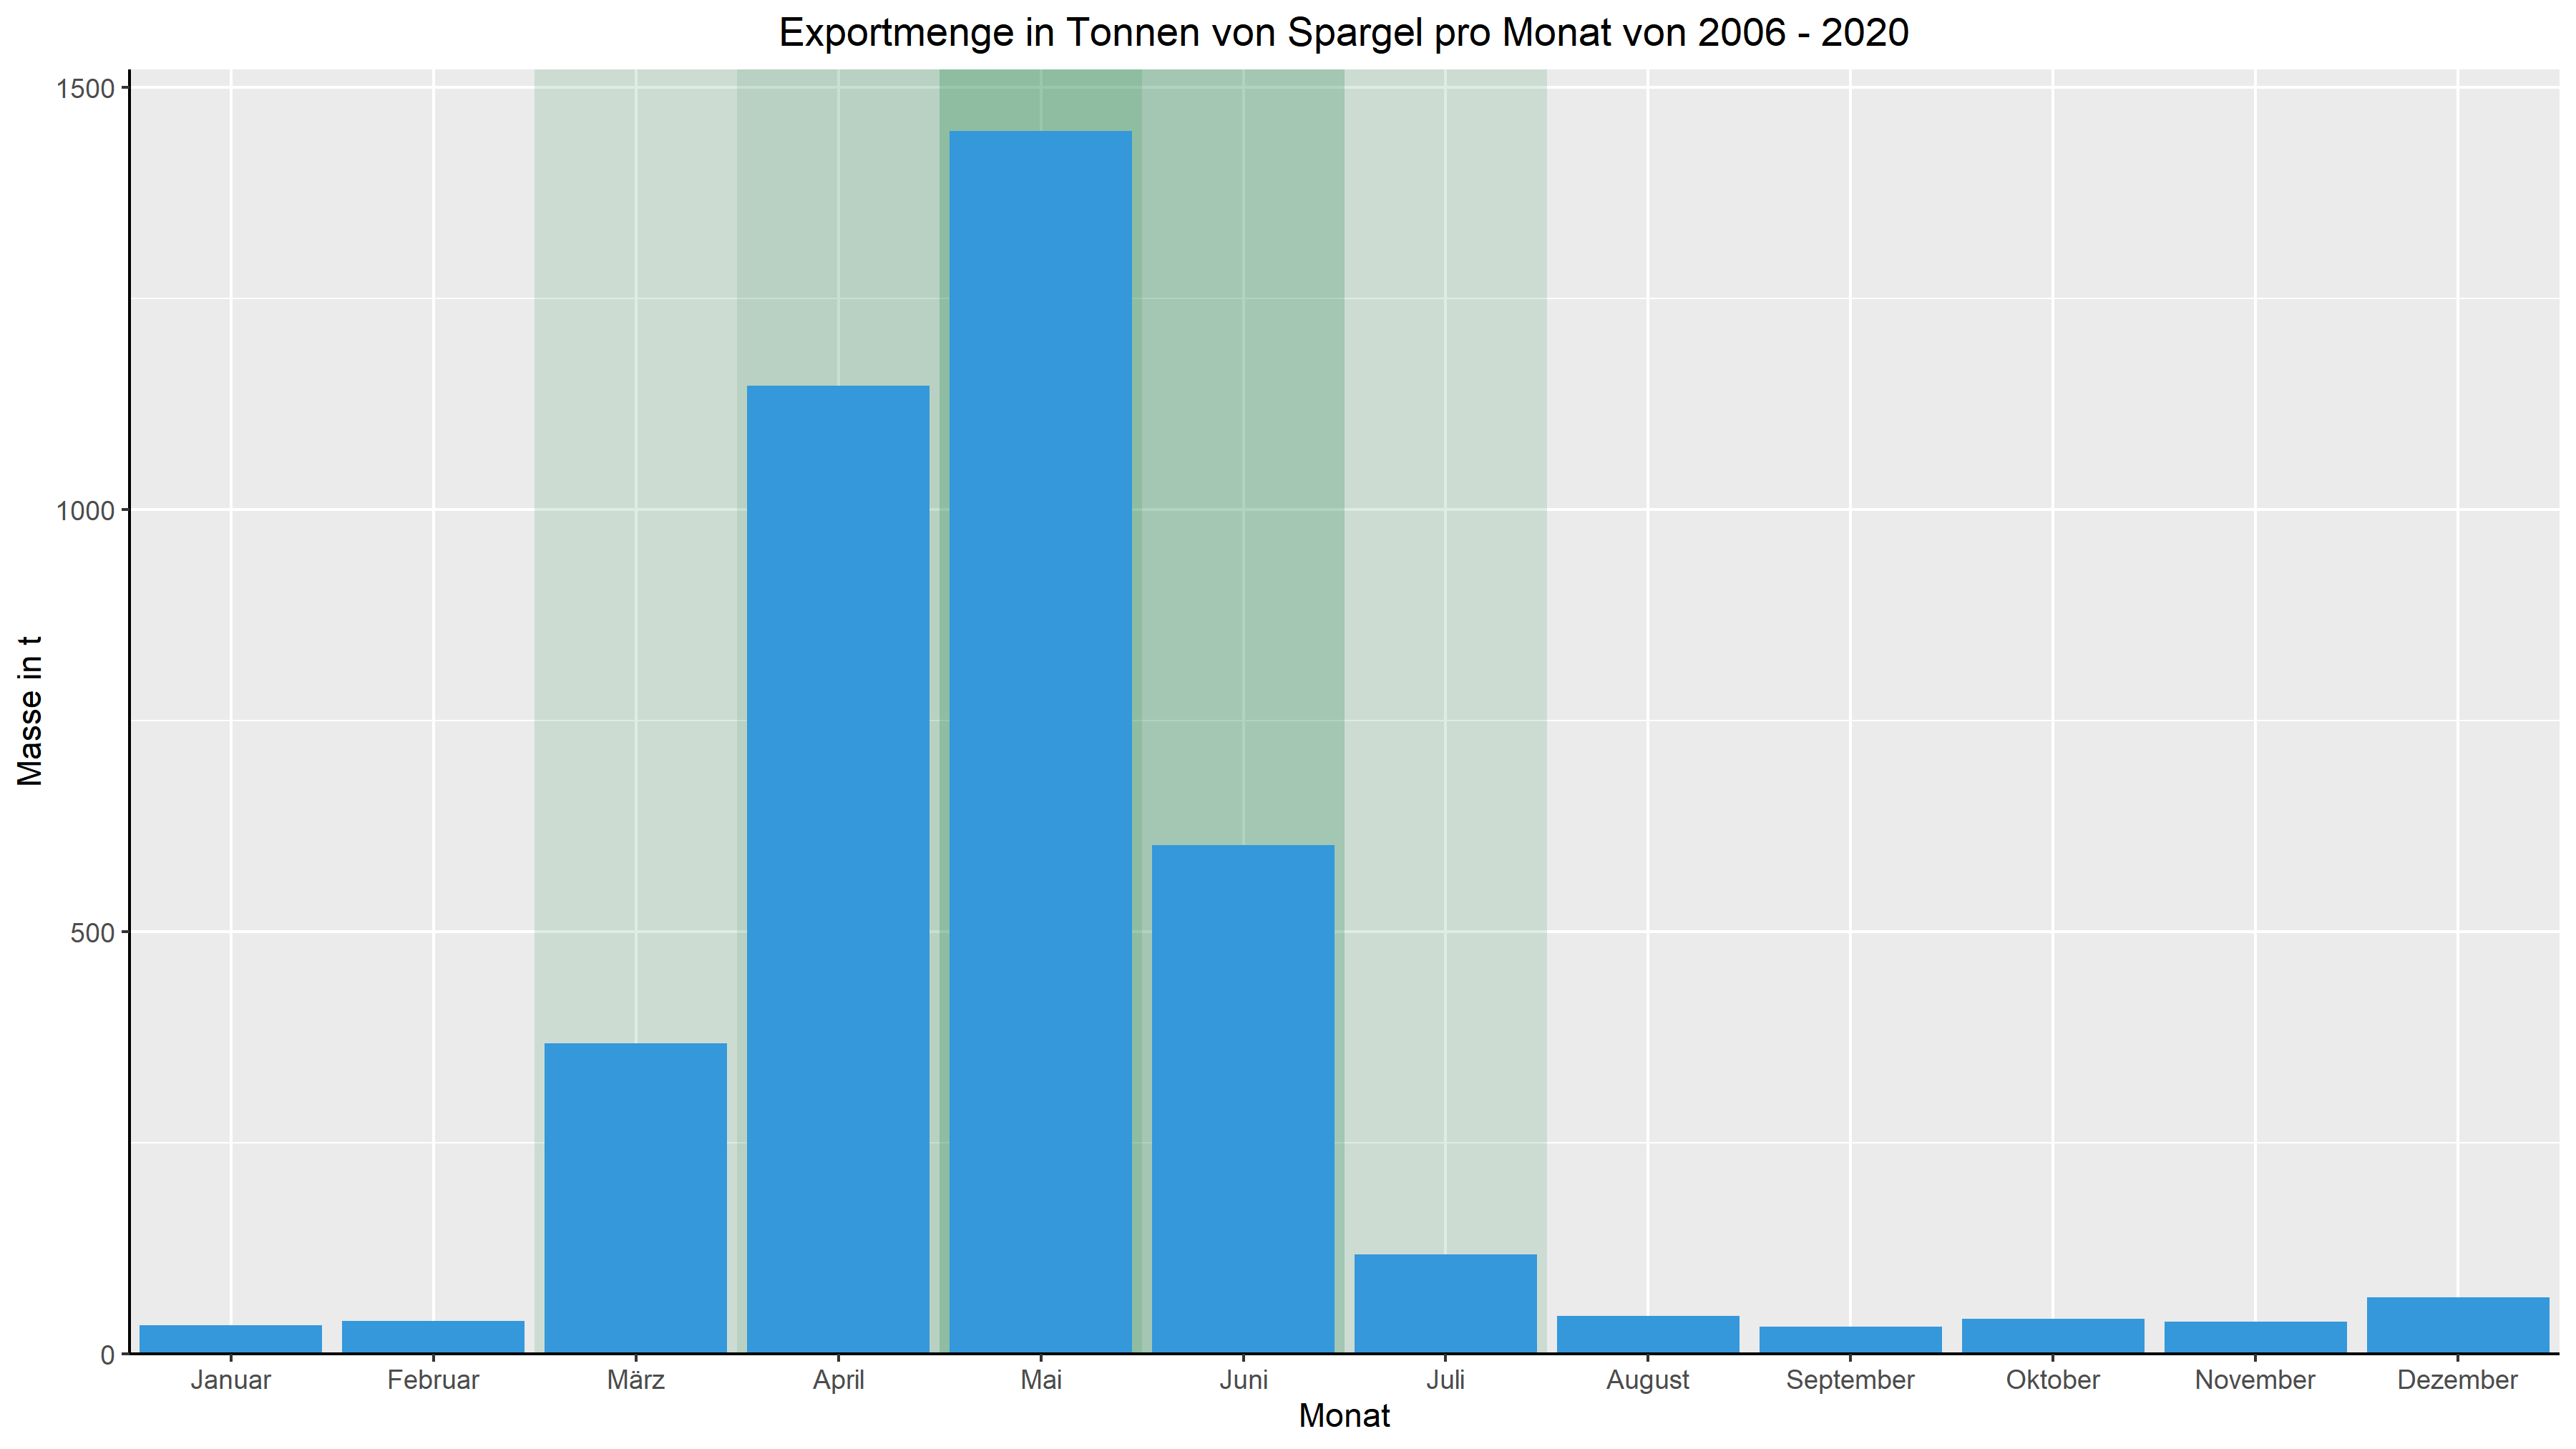 Exportmenge in Tonnen von Spargel pro Monat von 2006 - 2020
1500
1000
500
0
Masse in t
Januar Februar März April Mai Juni Juli August September Oktober November Dezember
Monat